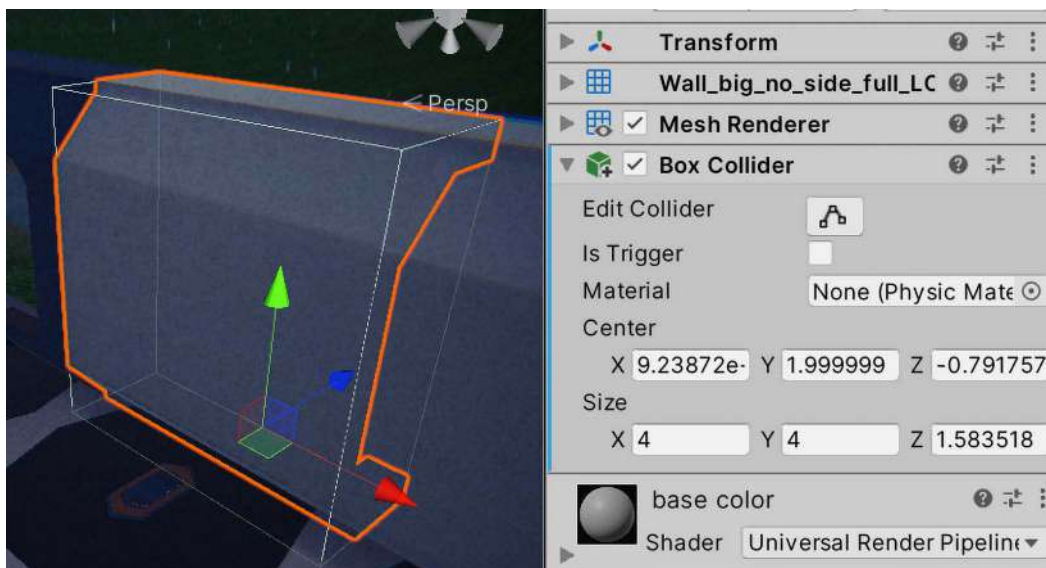 Persp
Transform
Wall_big_no_side_full_LC
Mesh Renderer
Box Collider
Edit Collider
Is Trigger
Material None (Physic Mate
Center
X 9.23872e- Y 1.999999 Z -0.791757
Size
X 4 Y 4 Z 1.583518
base color
Shader Universal Render Pipeline